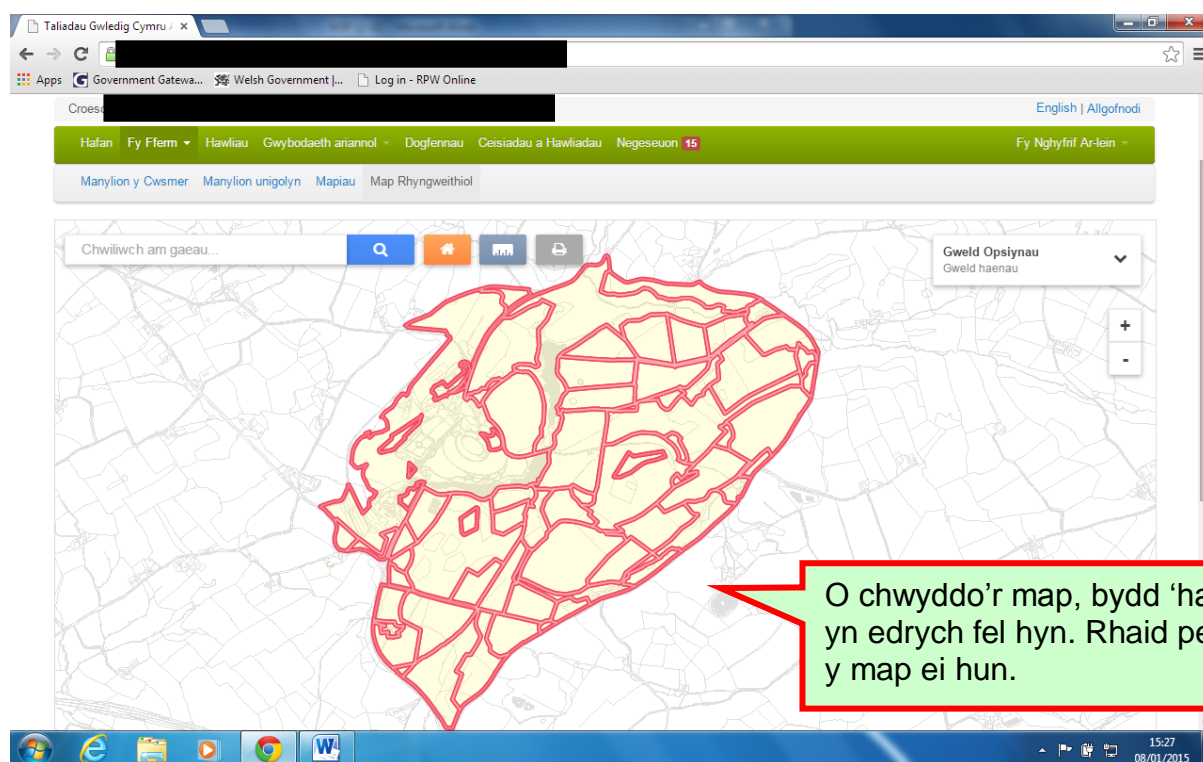 Taliadau Gwledig Cymru /
Apps Government Gatewa... Welsh Government |... Log in - RPW Online
English | Allgofnodi
Hafan Fy Fferm Hawliau Gwybodaeth ariannol Dogfennau Ceisiadau a Hawliadau Negeseuon 15 Fy Nghyfrif Ar-lein
Manylion y Cwsmer Manylion unigolyn Mapiau Map Rhyngweithiol
Chwiliwch am gaeau...
Gweld Opsiynau
Gweld haenau
+
-
O chwyddo’r map, bydd ‘ha
yn edrych fel hyn. Rhaid pe
y map ei hun.
15:27
08/01/2015